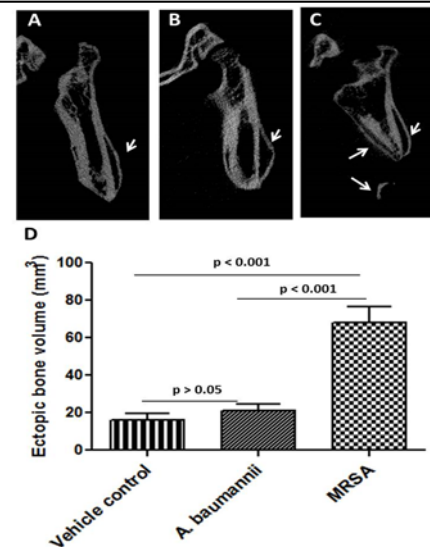 A B C
D
Ectopic bone volume (mm³)
100
80
60
40
20
0
p < 0.001
p < 0.001
p > 0.05
Vehicle control
A. baumannii
MRSA